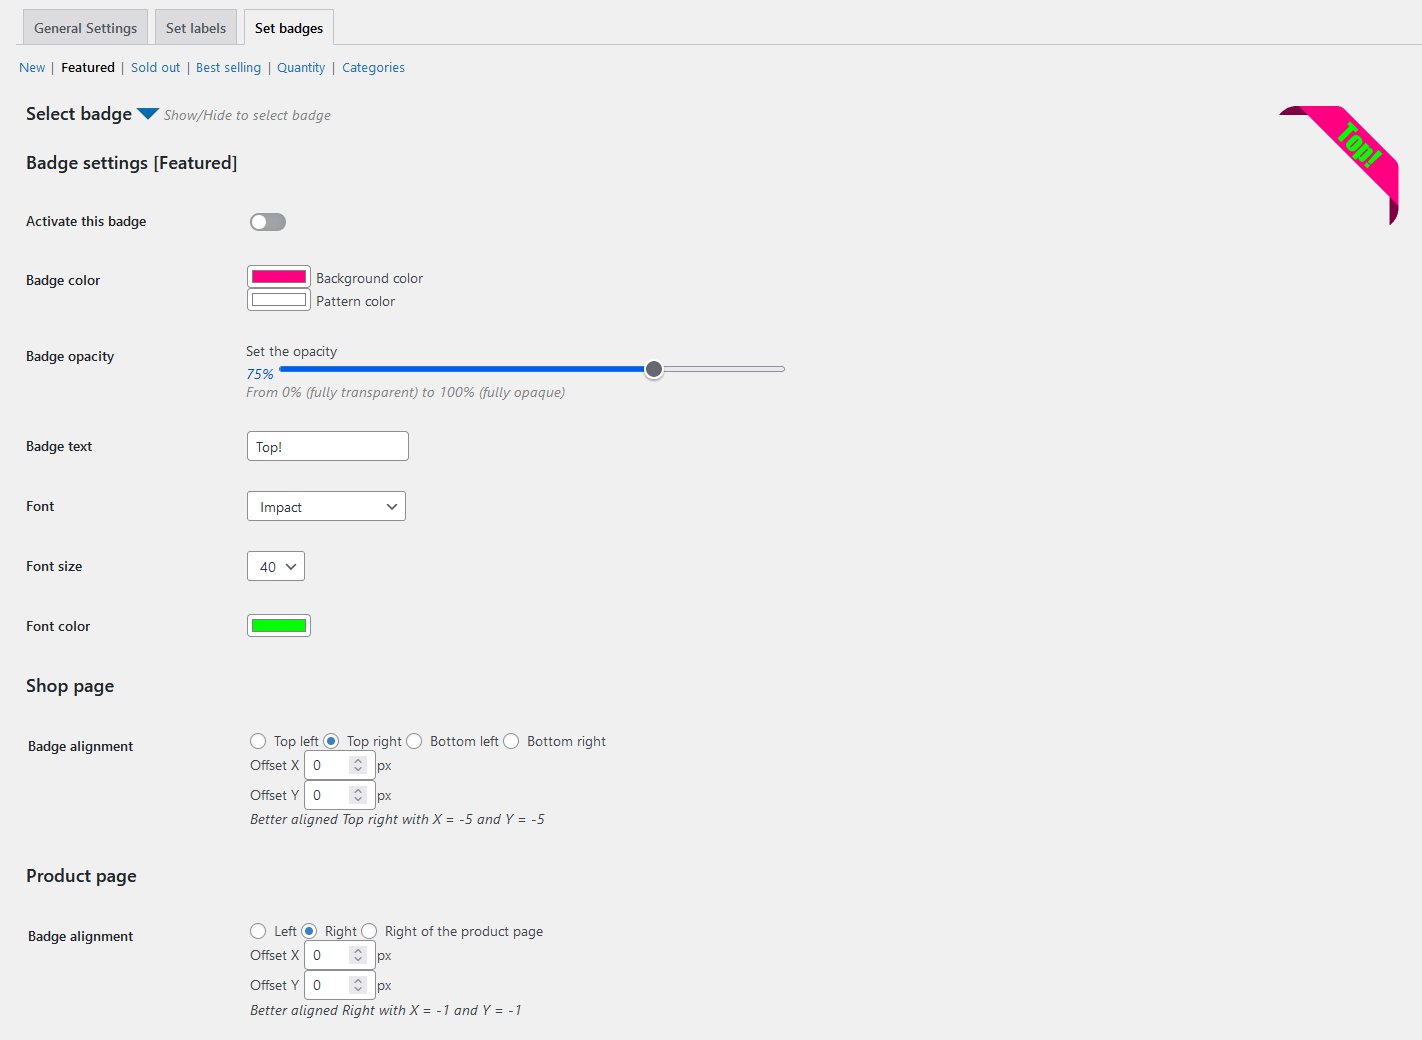 General Settings Set labels Set badges
New | Featured | Sold out | Best selling | Quantity | Categories
Select badge Show/Hide to select badge
Top!
Badge settings [Featured]
Activate this badge
Badge color
Background color
Pattern color
Badge opacity
Set the opacity
75%
From 0% (fully transparent) to 100% (fully opaque)
Badge text
Top!
Font
Impact
Font size
40
Font color
Shop page
Badge alignment
Top left Top right Bottom left Bottom right
Offset X 0 px
Offset Y 0 px
Better aligned Top right with X = -5 and Y = -5
Product page
Badge alignment
Left Right Right of the product page
Offset X 0 px
Offset Y 0 px
Better aligned Right with X = -1 and Y = -1